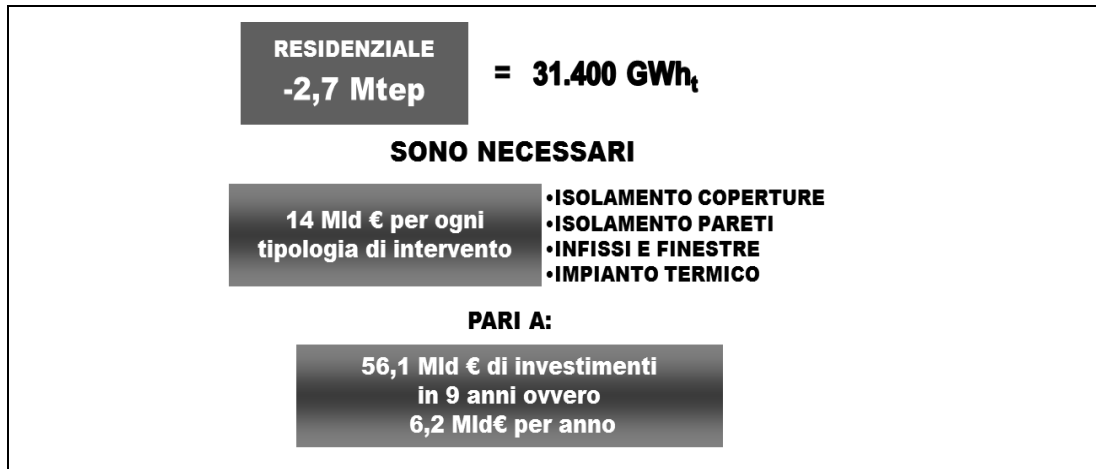 RESIDENZIALE
-2,7 Mtep
= 31.400 GWht
SONO NECESSARI
14 Mld € per ogni
tipologia di intervento
•ISOLAMENTO COPERTURE
•ISOLAMENTO PARETI
•INFISSI E FINESTRE
•IMPIANTO TERMICO
PARI A:
56,1 Mld € di investimenti
in 9 anni ovvero
6,2 Mld€ per anno